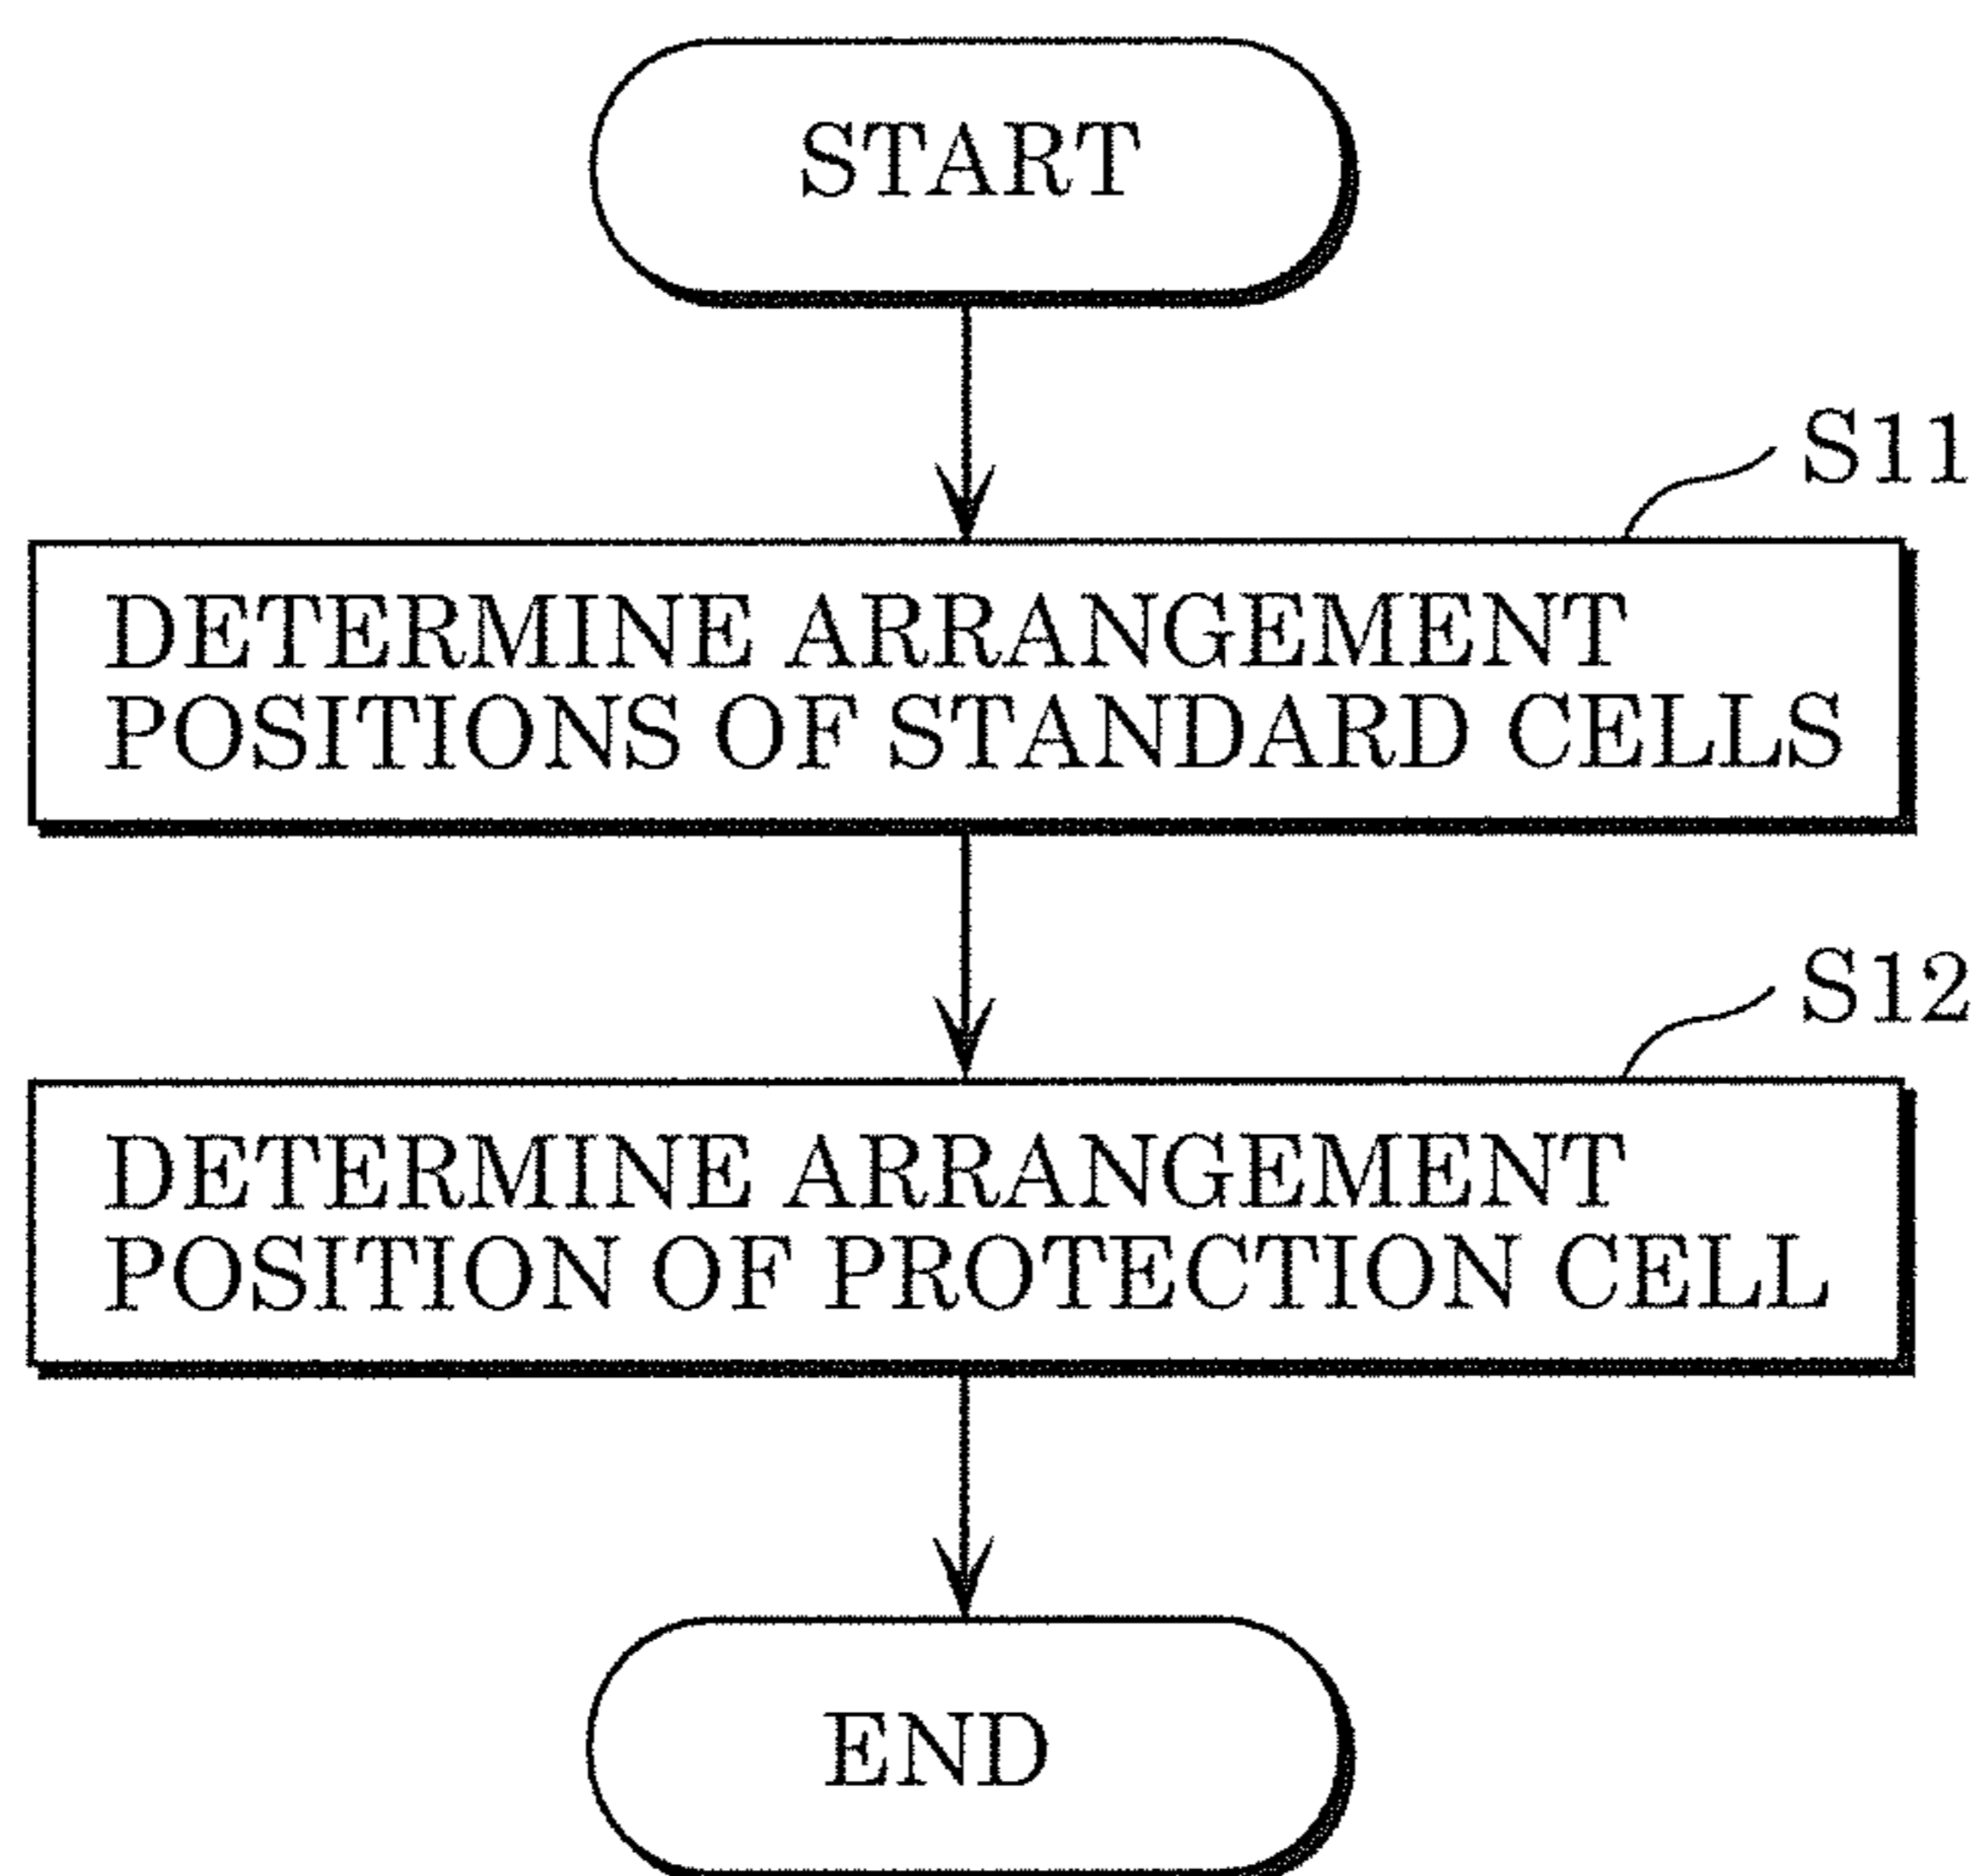 START
S11
DETERMINE ARRANGEMENT
POSITIONS OF STANDARD CELLS
S12
DETERMINE ARRANGEMENT
POSITION OF PROTECTION CELL
END